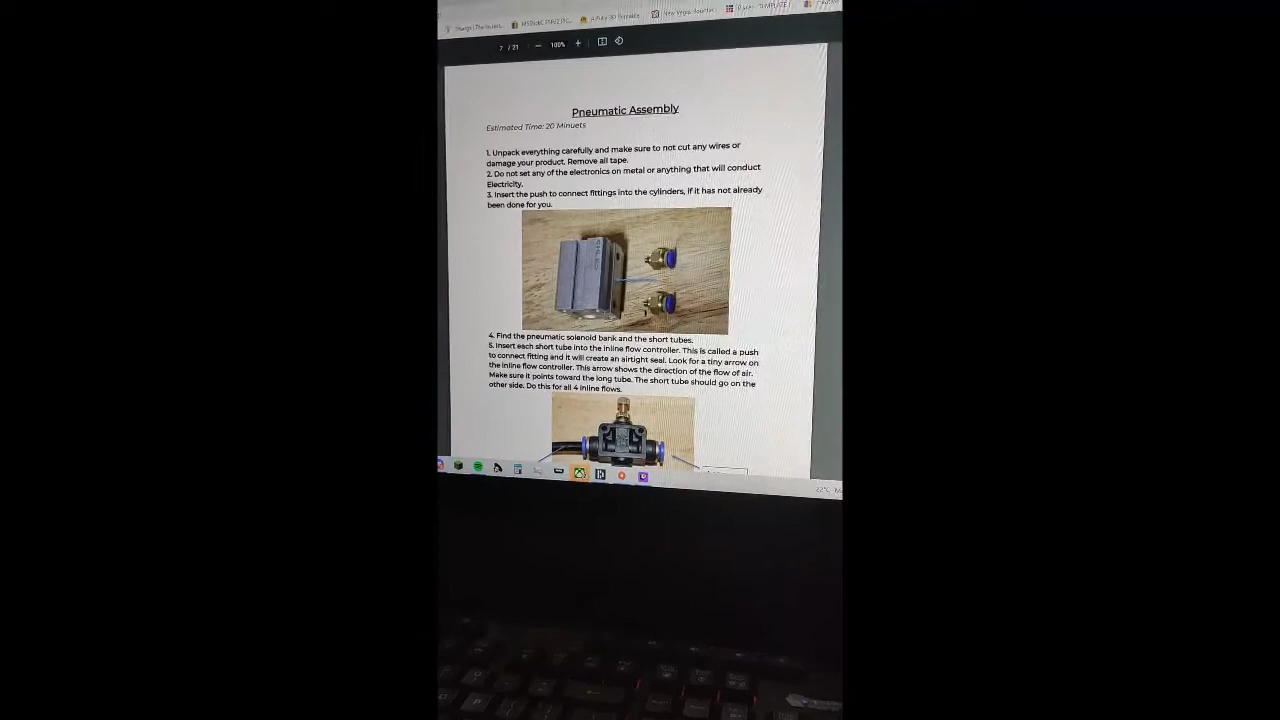 7 / 21
100%
Pneumatic Assembly
Estimated Time: 20 Minuets
1. Unpack everything carefully and make sure to not cut any wires or
damage your product. Remove all tape.
2. Do not set any of the electronics on metal or anything that will conduct
Electricity.
3. Insert the push to connect fittings into the cylinders, if it has not already
been done for you.
4. Find the pneumatic solenoid bank and the short tubes.
5. Insert each short tube into the inline flow controller. This is called a push
to connect fitting and it will create an airtight seal. Look for a tiny arrow on
the inline flow controller. This arrow shows the direction of the flow of air.
Make sure it points toward the long tube. The short tube should go on the
other side. Do this for all 4 inline flows.
22°C